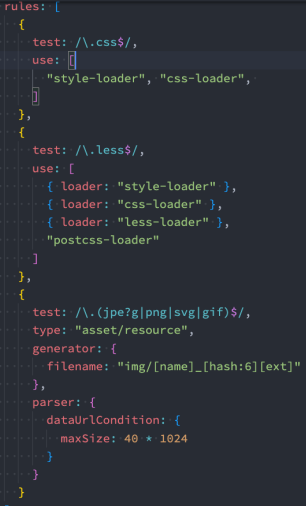 rules: [
{
test: /\.css$/,
use: [
"style-loader", "css-loader",
]
},
{
test: /\.less$/,
use: [
{ loader: "style-loader" },
{ loader: "css-loader" },
{ loader: "less-loader" },
"postcss-loader"
]
},
{
test: /\.(jpe?g|png|svg|gif)$/,
type: "asset/resource",
generator: {
filename: "img/[name]_[hash:6][ext]"
},
parser: {
dataUrlCondition: {
maxSize: 40 * 1024
}
}
}